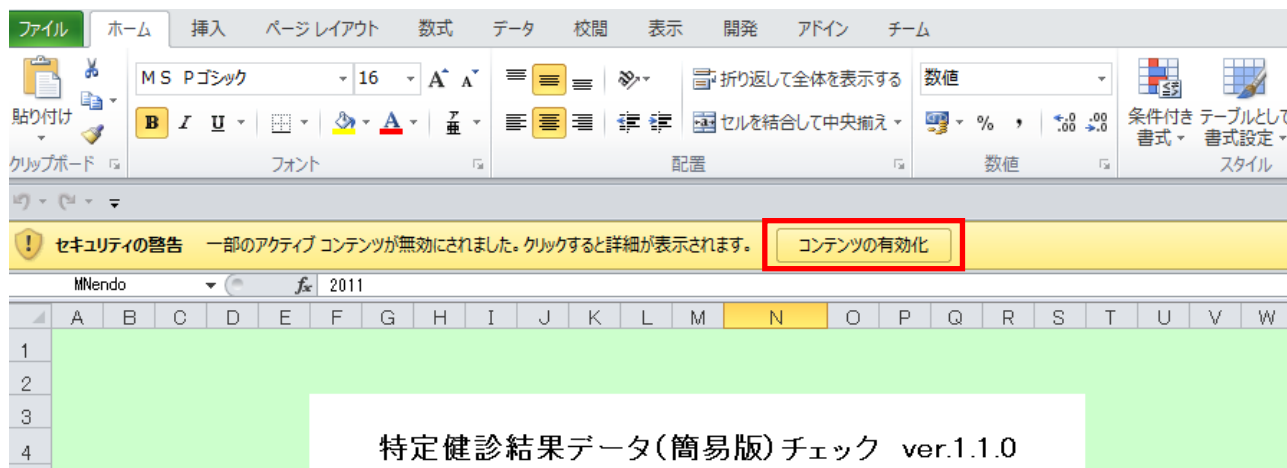 ファイル ホーム 挿入 ページ レイアウト 数式 データ 校閲 表示 開発 アドイン チーム
MS Pゴシック 16 A A 折り返して全体を表示する 数値
貼り付け B I U A 亜 セルを結合して中央揃え % , .0 .00 .00 .0 条件付き書式 テーブルとして書式設定
クリップボード フォント 配置 数値 スタイル
セキュリティの警告 一部のアクティブ コンテンツが無効にされました。クリックすると詳細が表示されます。 コンテンツの有効化
MNendo fx 2011
A B C D E F G H I J K L M N O P Q R S T U V W
1
2
3
4 特定健診結果データ(簡易版)チェック ver.1.1.0